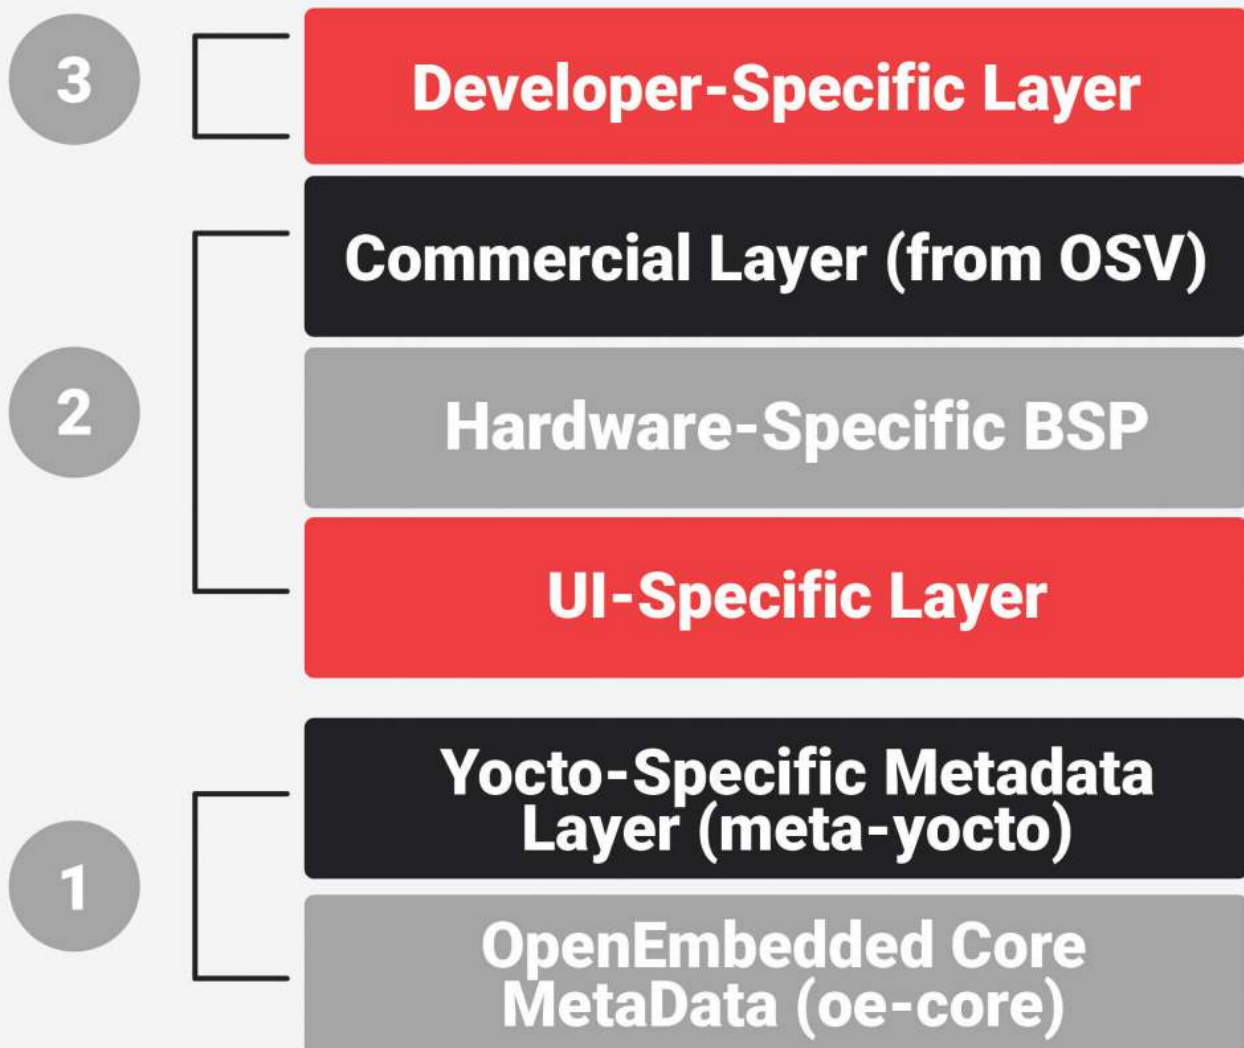 3
Developer-Specific Layer
Commercial Layer (from OSV)
2
Hardware-Specific BSP
UI-Specific Layer
Yocto-Specific Metadata
Layer (meta-yocto)
1
OpenEmbedded Core
MetaData (oe-core)